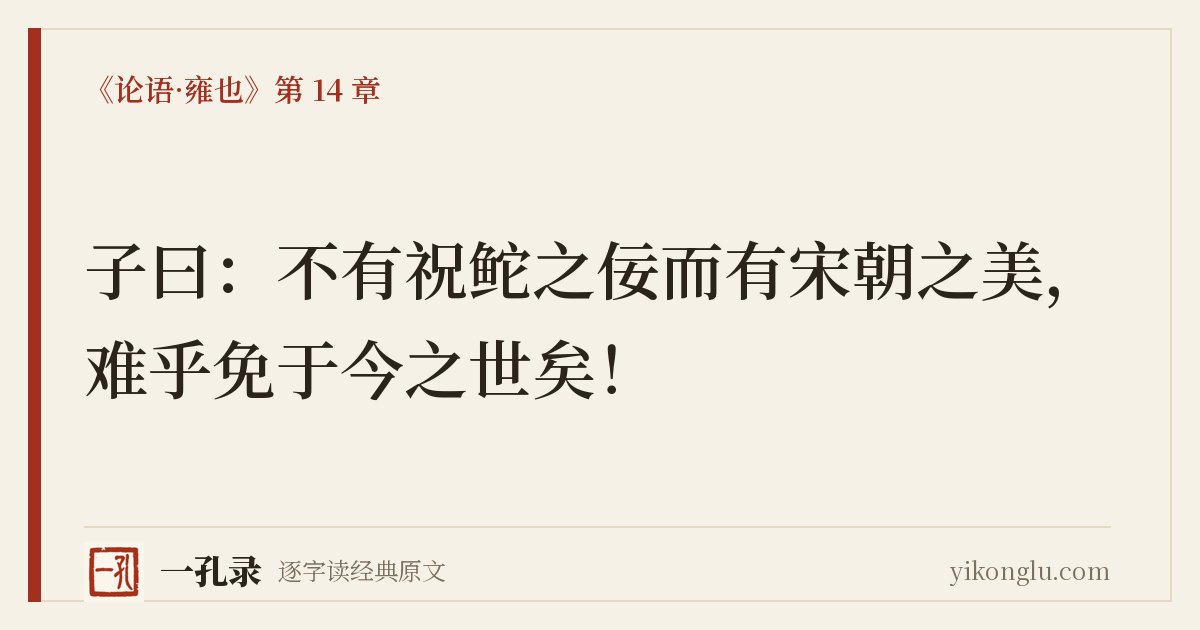 《论语·雍也》第 14 章
子曰：不有祝鮀之佞而有宋朝之美，
难乎免于今之世矣！
一孔
一孔录 逐字读经典原文
yikonglu.com